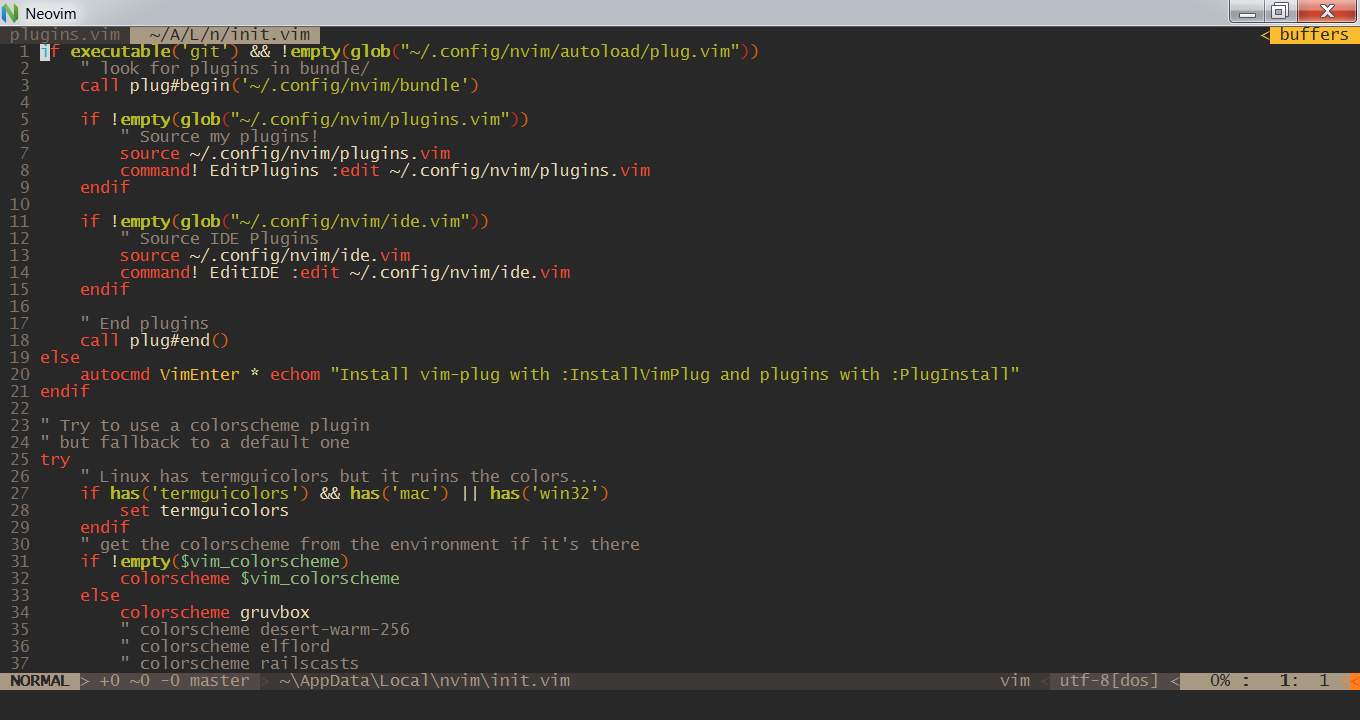 Neovim
plugins.vim ~/A/L/n/init.vim < buffers
1 if executable('git') && !empty(glob("~/.config/nvim/autoload/plug.vim"))
2     " look for plugins in bundle/
3     call plug#begin('~/.config/nvim/bundle')
4
5     if !empty(glob("~/.config/nvim/plugins.vim"))
6         " Source my plugins!
7         source ~/.config/nvim/plugins.vim
8         command! EditPlugins :edit ~/.config/nvim/plugins.vim
9     endif
10
11     if !empty(glob("~/.config/nvim/ide.vim"))
12         " Source IDE Plugins
13         source ~/.config/nvim/ide.vim
14         command! EditIDE :edit ~/.config/nvim/ide.vim
15     endif
16
17     " End plugins
18     call plug#end()
19 else
20     autocmd VimEnter * echom "Install vim-plug with :InstallVimPlug and plugins with :PlugInstall"
21 endif
22
23 " Try to use a colorscheme plugin
24 " but fallback to a default one
25 try
26     " Linux has termguicolors but it ruins the colors...
27     if has('termguicolors') && has('mac') || has('win32')
28         set termguicolors
29     endif
30     " get the colorscheme from the environment if it's there
31     if !empty($vim_colorscheme)
32         colorscheme $vim_colorscheme
33     else
34         colorscheme gruvbox
35         " colorscheme desert-warm-256
36         " colorscheme elflord
37         " colorscheme railscasts
NORMAL > +0 ~0 -0 master > ~\AppData\Local\nvim\init.vim vim < utf-8[dos] < 0% : 1: 1 <<